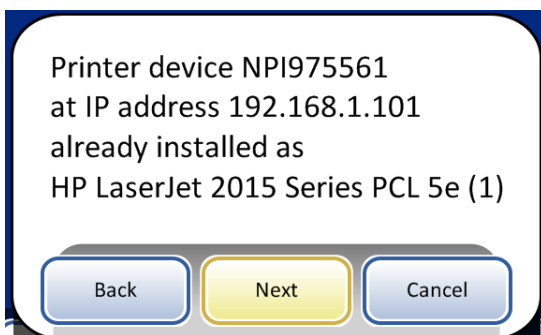 Printer device NPI975561
at IP address 192.168.1.101
already installed as
HP LaserJet 2015 Series PCL 5e (1)
Back
Next
Cancel